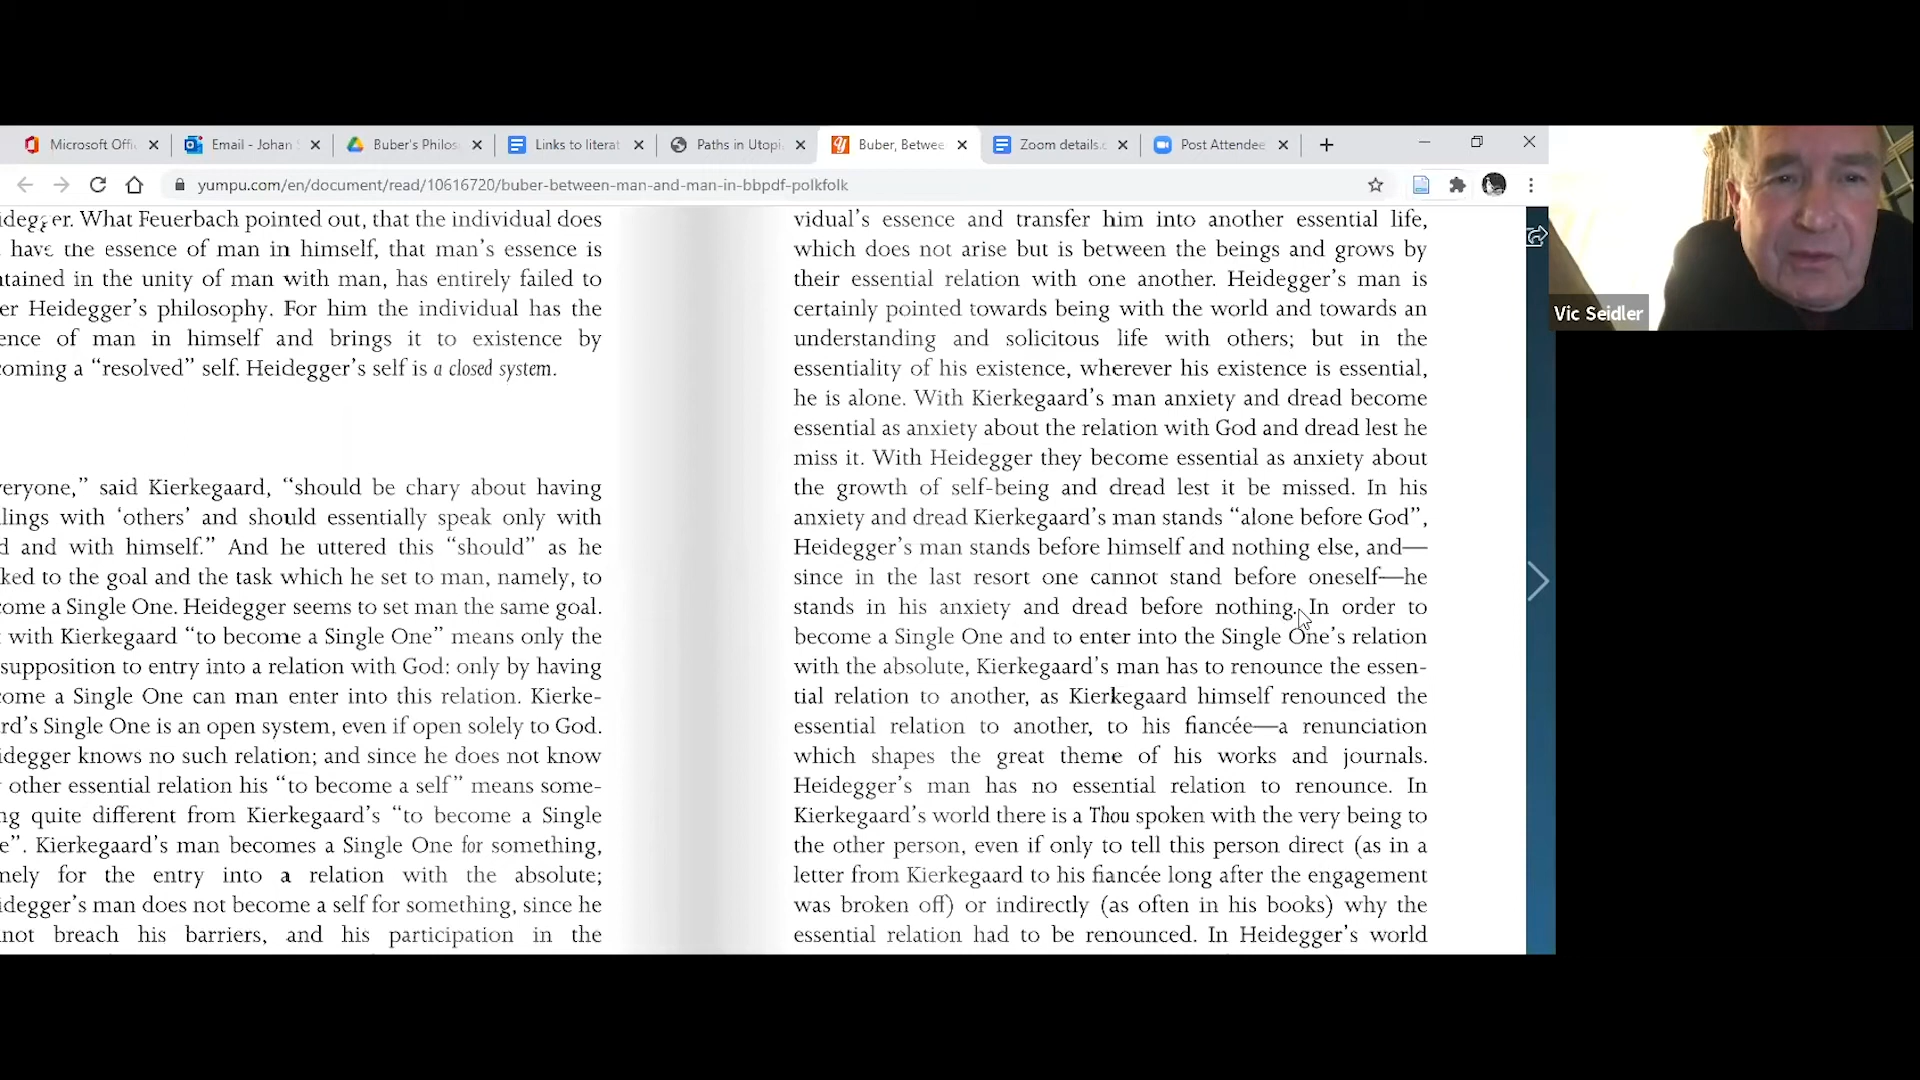 Microsoft Offi
Email - Johan S
Buber's Philos
Links to literat
Paths in Utopi
Buber, Betwee
Zoom details.c
Post Attendee
yumpu.com/en/document/read/10616720/buber-between-man-and-man-in-bbpdf-polkfolk
idegger. What Feuerbach pointed out, that the individual does
have the essence of man in himself, that man's essence is
ntained in the unity of man with man, has entirely failed to
er Heidegger's philosophy. For him the individual has the
ence of man in himself and brings it to existence by
coming a “resolved” self. Heidegger's self is a closed system.
veryone,” said Kierkegaard, “should be chary about having
lings with ‘others’ and should essentially speak only with
d and with himself.” And he uttered this “should” as he
ked to the goal and the task which he set to man, namely, to
come a Single One. Heidegger seems to set man the same goal.
t with Kierkegaard “to become a Single One” means only the
supposition to entry into a relation with God: only by having
come a Single One can man enter into this relation. Kierke-
rd's Single One is an open system, even if open solely to God.
idegger knows no such relation; and since he does not know
y other essential relation his “to become a self” means some-
ng quite different from Kierkegaard's “to become a Single
e”. Kierkegaard's man becomes a Single One for something,
mely for the entry into a relation with the absolute;
idegger's man does not become a self for something, since he
not breach his barriers, and his participation in the
vidual's essence and transfer him into another essential life,
which does not arise but is between the beings and grows by
their essential relation with one another. Heidegger's man is
certainly pointed towards being with the world and towards an
understanding and solicitous life with others; but in the
essentiality of his existence, wherever his existence is essential,
he is alone. With Kierkegaard's man anxiety and dread become
essential as anxiety about the relation with God and dread lest he
miss it. With Heidegger they become essential as anxiety about
the growth of self-being and dread lest it be missed. In his
anxiety and dread Kierkegaard's man stands “alone before God”,
Heidegger's man stands before himself and nothing else, and—
since in the last resort one cannot stand before oneself—he
stands in his anxiety and dread before nothing. In order to
become a Single One and to enter into the Single One's relation
with the absolute, Kierkegaard's man has to renounce the essen-
tial relation to another, as Kierkegaard himself renounced the
essential relation to another, to his fiancée—a renunciation
which shapes the great theme of his works and journals.
Heidegger's man has no essential relation to renounce. In
Kierkegaard's world there is a Thou spoken with the very being to
the other person, even if only to tell this person direct (as in a
letter from Kierkegaard to his fiancée long after the engagement
was broken off) or indirectly (as often in his books) why the
essential relation had to be renounced. In Heidegger's world
Vic Seidler